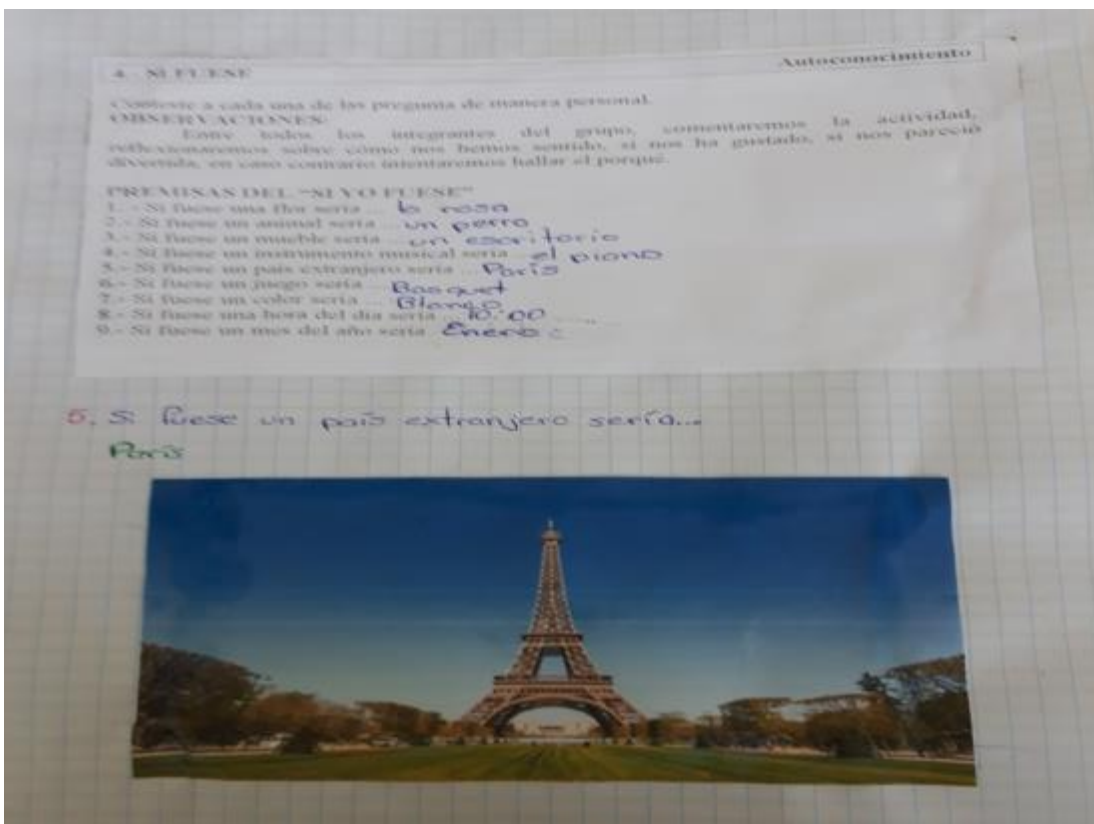 4. SI FUESE
Autoconocimiento
Conteste a cada una de las pregunta de manera personal.
OBSERVACIONES:
Entre todos los integrantes del grupo, comentaremos la actividad,
reflexionaremos sobre cómo nos hemos sentido, si nos ha gustado, si nos pareció
divertida, en caso contrario intentaremos hallar el porqué.
PREMISAS DEL "SI YO FUESE"
1.- Si fuese una flor sería ... la rosa
2.- Si fuese un animal sería ... un perro
3.- Si fuese un mueble sería ... un escritorio
4.- Si fuese un instrumento musical sería ... el piano
5.- Si fuese un país extranjero sería ... París
6.- Si fuese un juego sería ... Basquet
7.- Si fuese un color sería ... Blanco
8.- Si fuese una hora del día sería ... 10:00
9.- Si fuese un mes del año sería Enero
5. Si fuese un país extranjero sería...
París